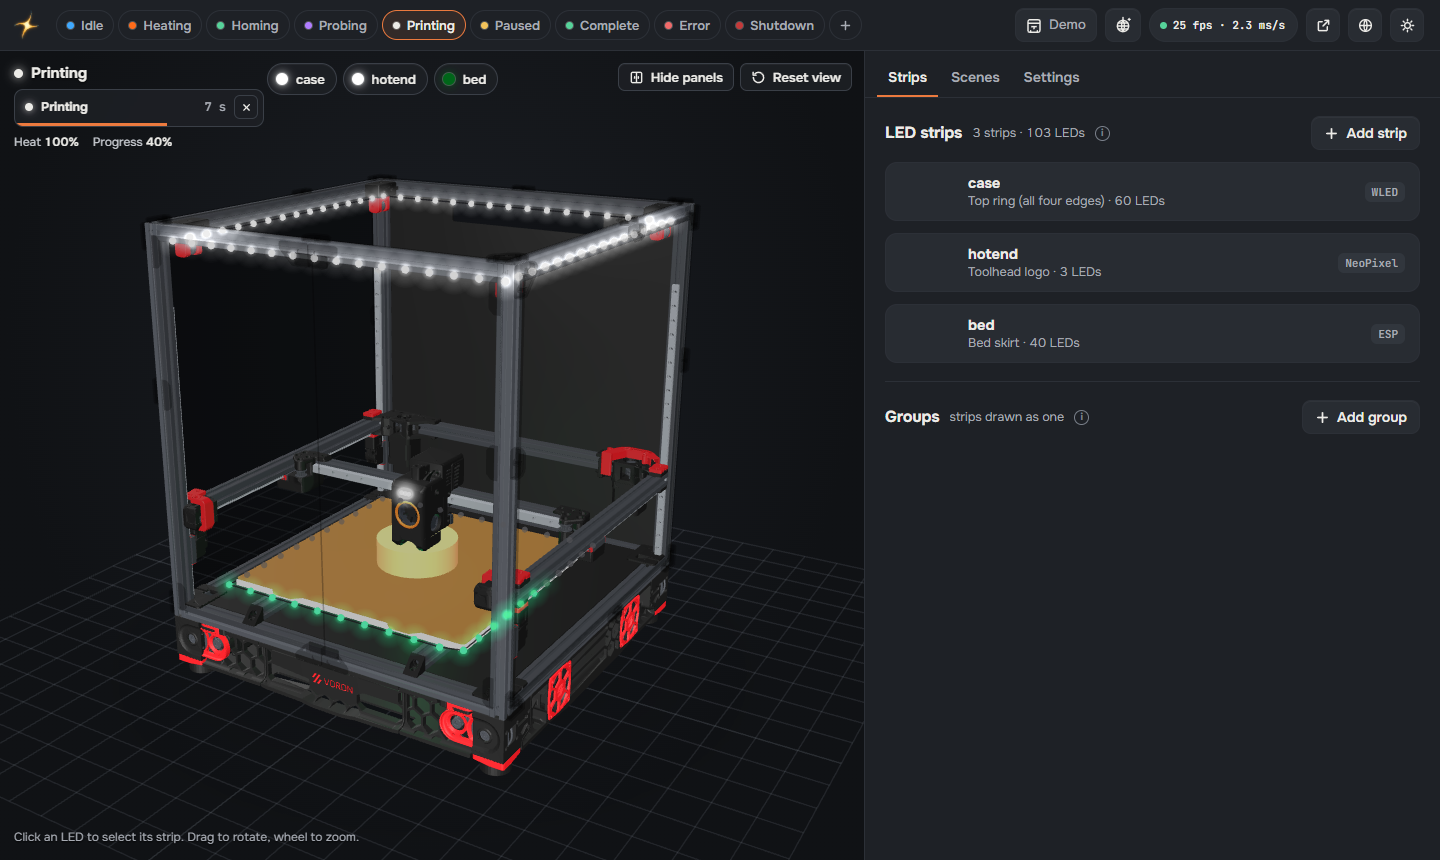 Idle
Heating
Homing
Probing
Printing
Paused
Complete
Error
Shutdown
+
Demo
25 fps · 2.3 ms/s
Printing
case
hotend
bed
Hide panels
Reset view
Printing
7 s
Heat 100% Progress 40%
VORON
Click an LED to select its strip. Drag to rotate, wheel to zoom.
Strips
Scenes
Settings
LED strips 3 strips · 103 LEDs
+ Add strip
case
Top ring (all four edges) · 60 LEDs
WLED
hotend
Toolhead logo · 3 LEDs
NeoPixel
bed
Bed skirt · 40 LEDs
ESP
Groups strips drawn as one
+ Add group